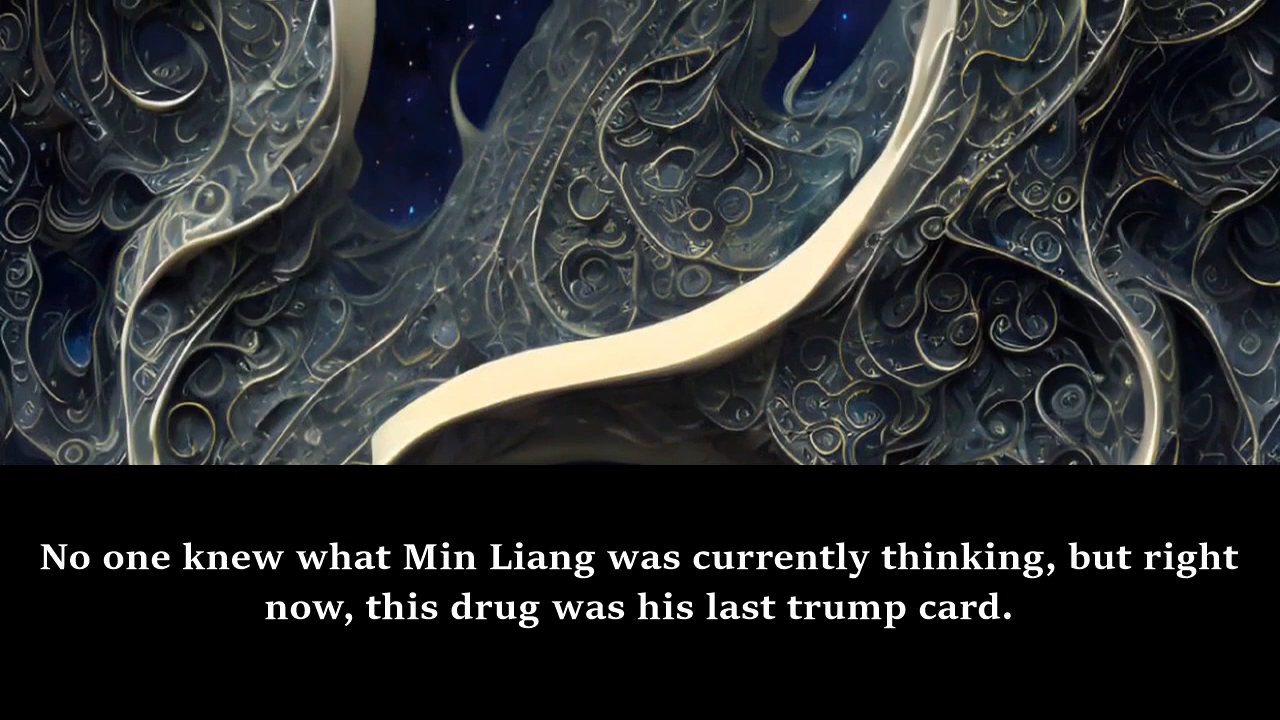 No one knew what Min Liang was currently thinking, but right
now, this drug was his last trump card.